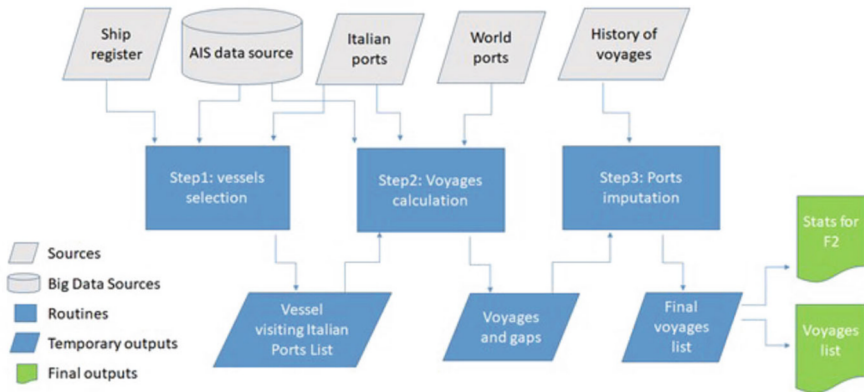 Ship
register
AIS data source
Italian
ports
World
ports
History of
voyages
Step1: vessels
selection
Step2: Voyages
calculation
Step3: Ports
imputation
Stats for
F2
Sources
Big Data Sources
Routines
Temporary outputs
Final outputs
Vessel
visiting Italian
Ports List
Voyages
and gaps
Final
voyages
list
Voyages
list